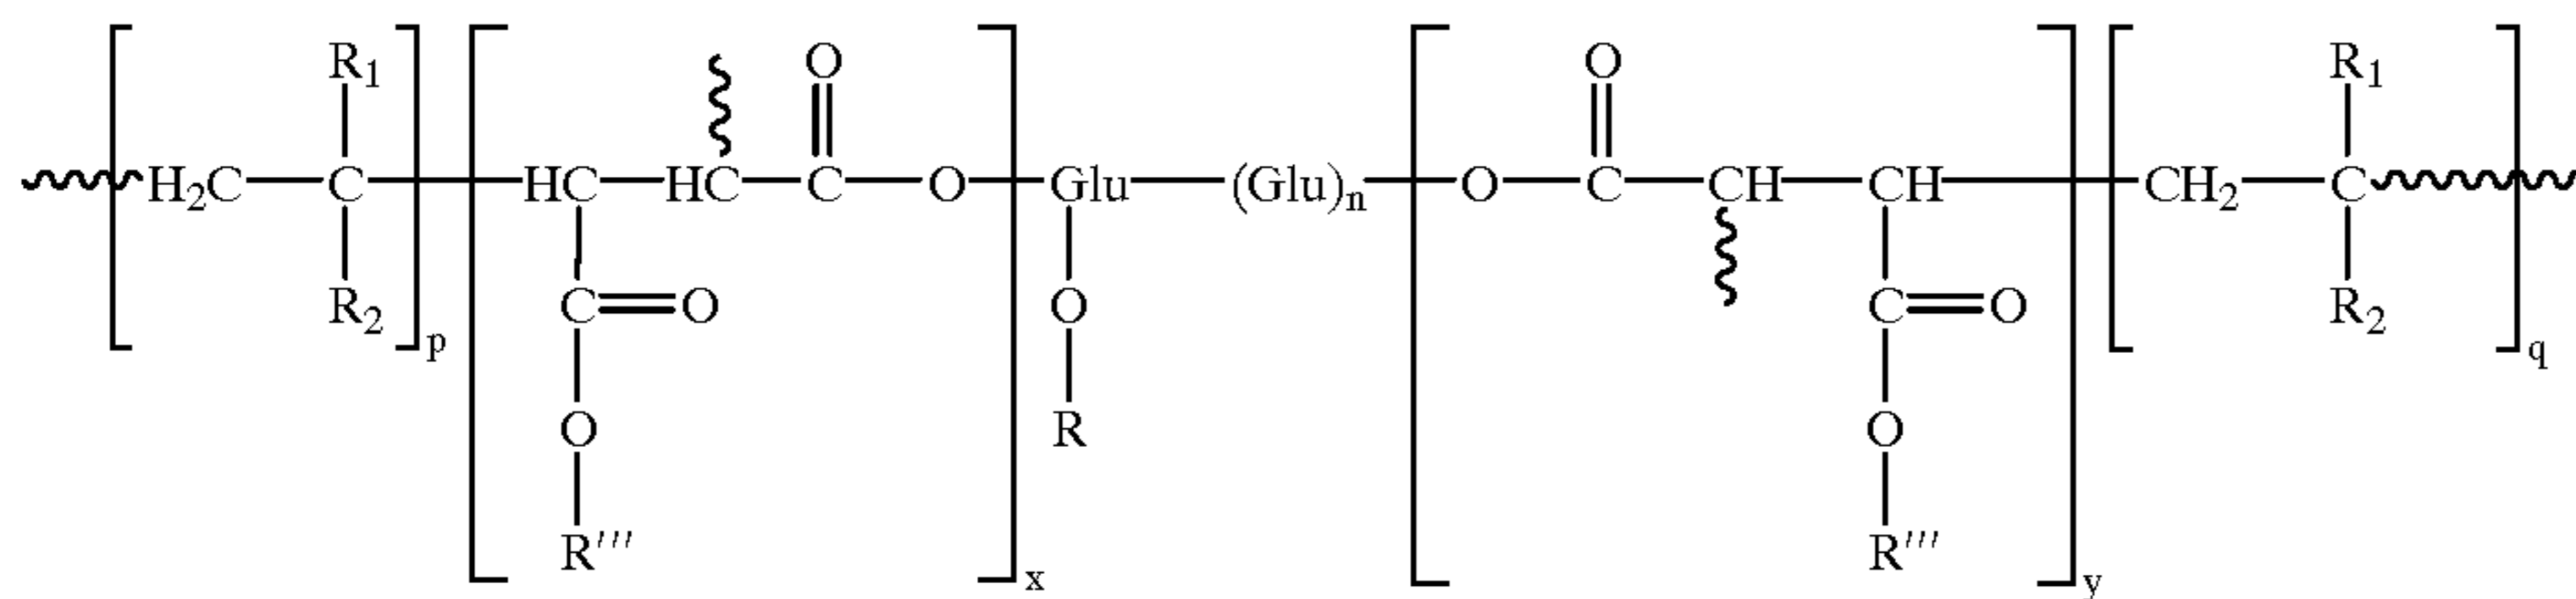 R₁ O O R₁
H₂C C HC HC C O Glu (Glu)ₙ O C CH CH CH₂ C
R₂ C O O C O R₂
p q
O R O
R‴ R‴
x y